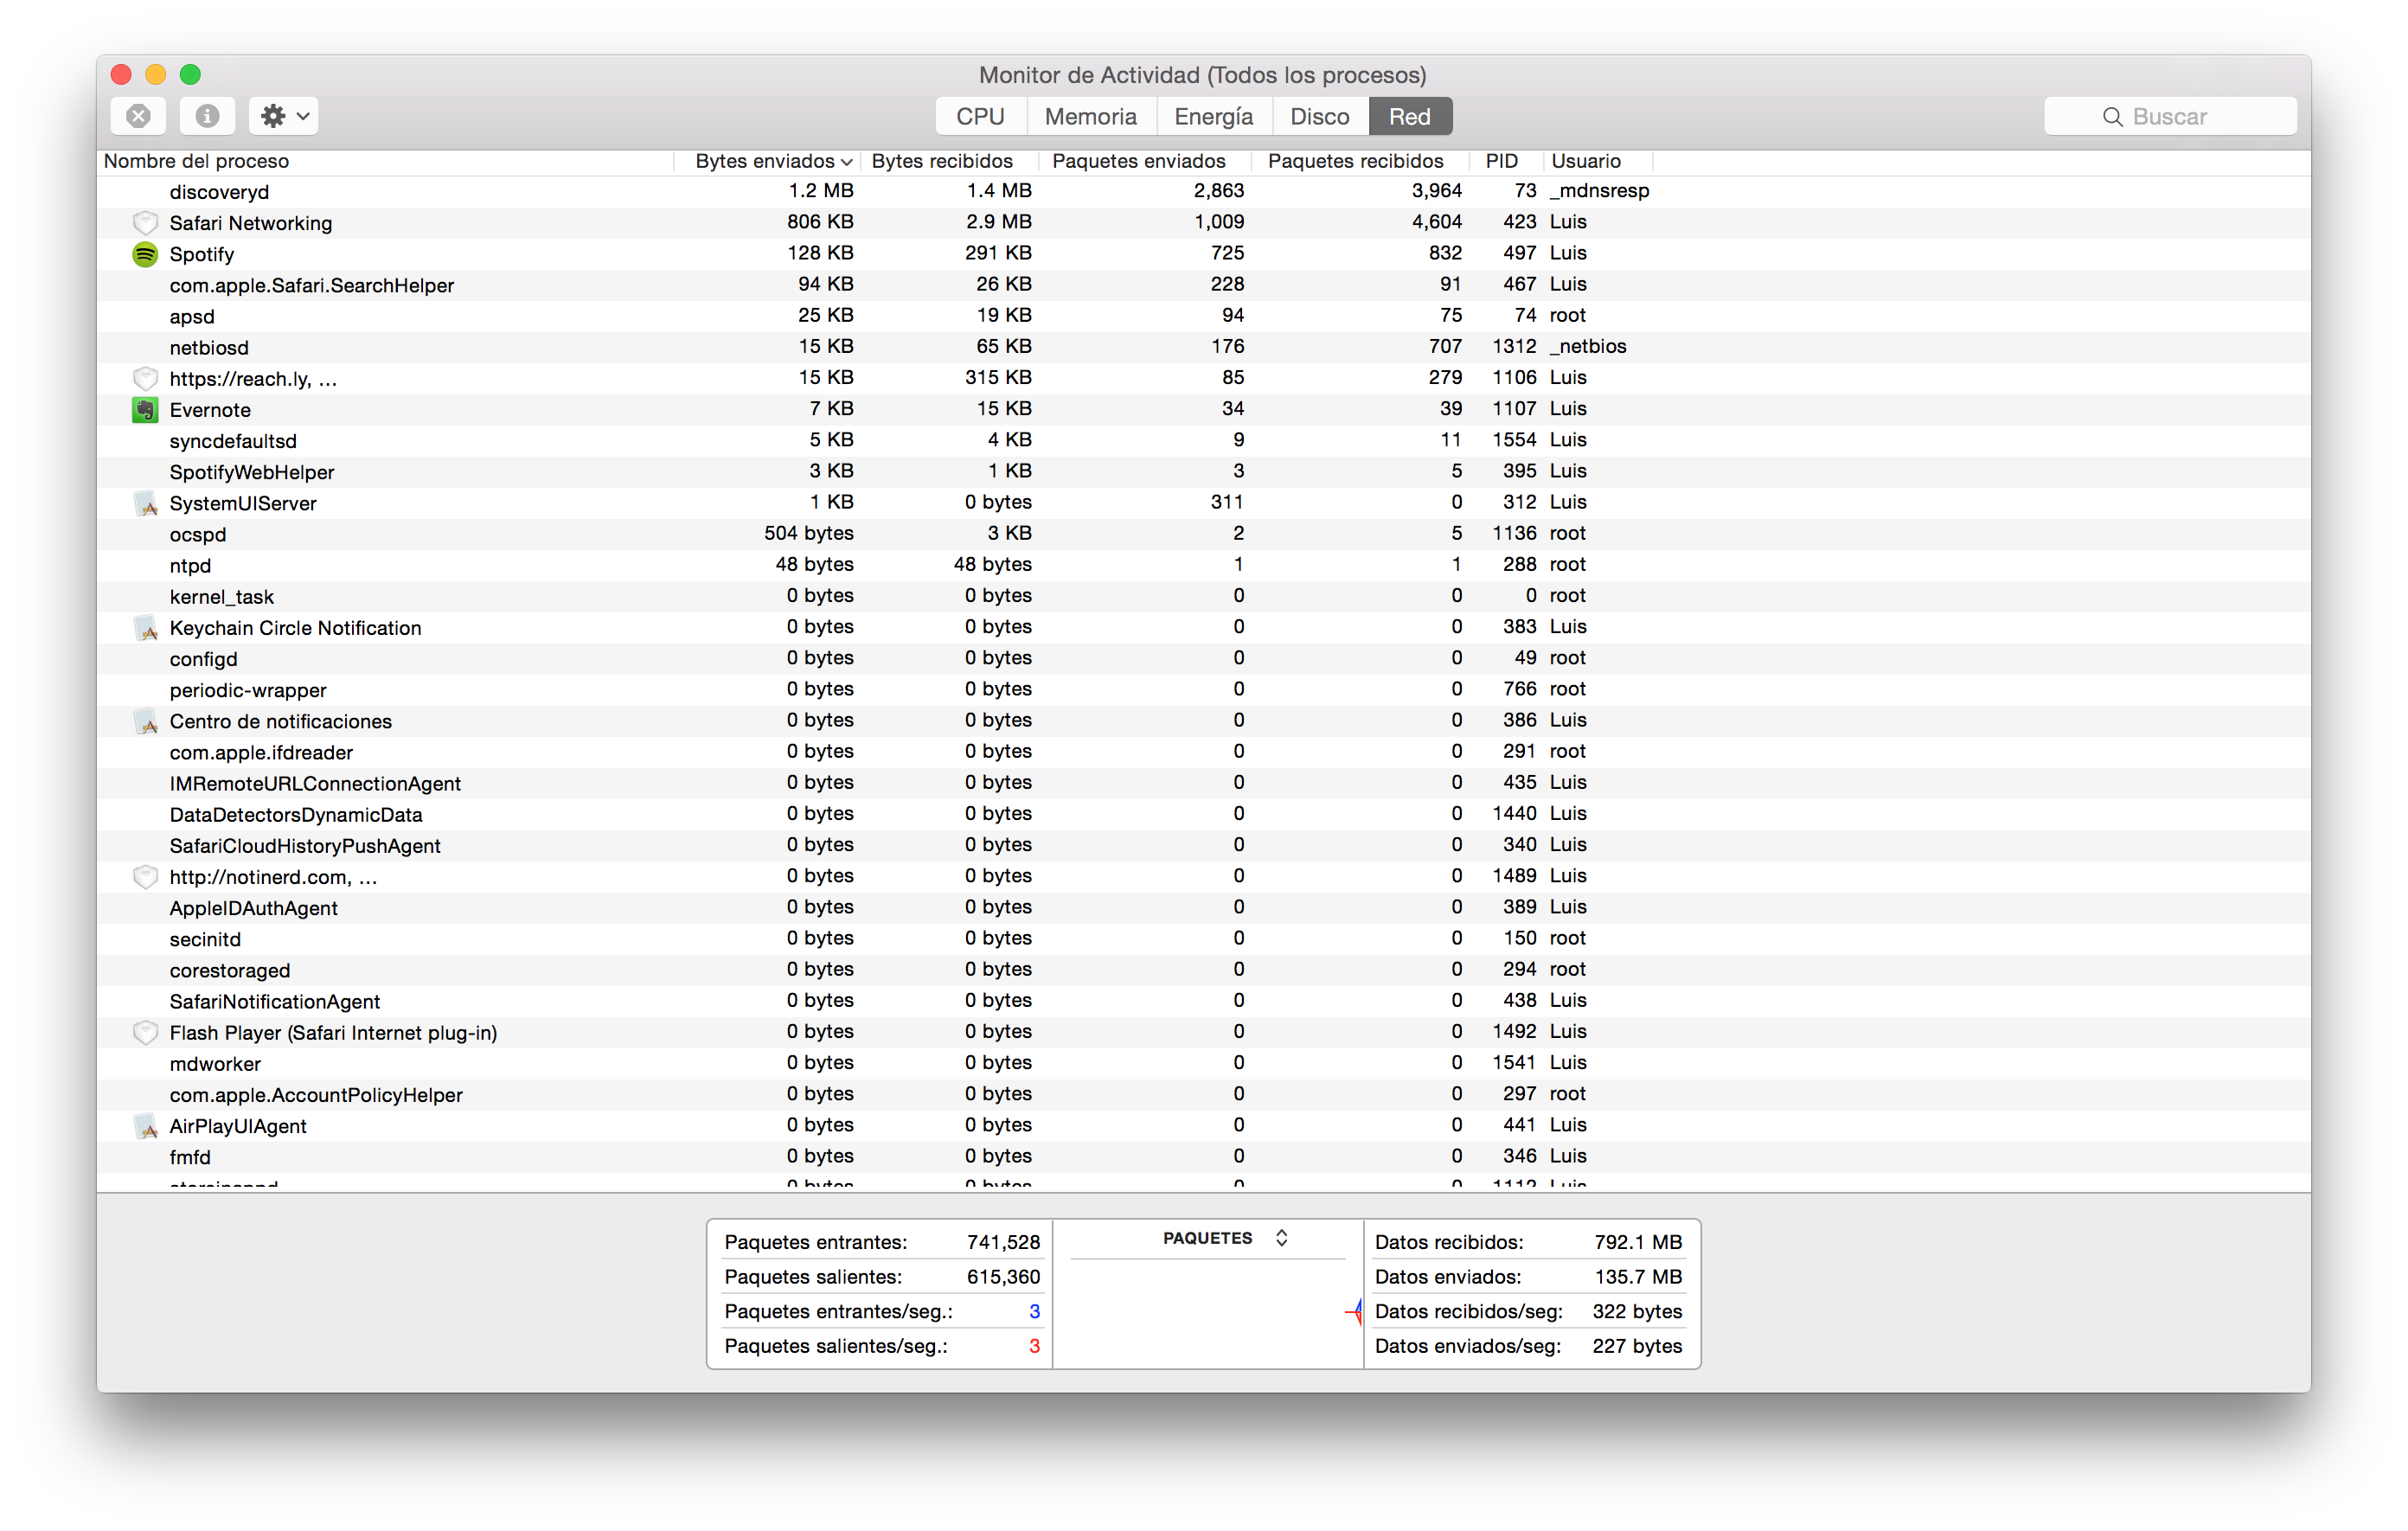 Monitor de Actividad (Todos los procesos)
CPU Memoria Energía Disco Red Buscar
Nombre del proceso Bytes enviados Bytes recibidos Paquetes enviados Paquetes recibidos PID Usuario
discoveryd 1.2 MB 1.4 MB 2,863 3,964 73 _mdnsresp
Safari Networking 806 KB 2.9 MB 1,009 4,604 423 Luis
Spotify 128 KB 291 KB 725 832 497 Luis
com.apple.Safari.SearchHelper 94 KB 26 KB 228 91 467 Luis
apsd 25 KB 19 KB 94 75 74 root
netbiosd 15 KB 65 KB 176 707 1312 _netbios
https://reach.ly, ... 15 KB 315 KB 85 279 1106 Luis
Evernote 7 KB 15 KB 34 39 1107 Luis
syncdefaultsd 5 KB 4 KB 9 11 1554 Luis
SpotifyWebHelper 3 KB 1 KB 3 5 395 Luis
SystemUIServer 1 KB 0 bytes 311 0 312 Luis
ocspd 504 bytes 3 KB 2 5 1136 root
ntpd 48 bytes 48 bytes 1 1 288 root
kernel_task 0 bytes 0 bytes 0 0 0 root
Keychain Circle Notification 0 bytes 0 bytes 0 0 383 Luis
configd 0 bytes 0 bytes 0 0 49 root
periodic-wrapper 0 bytes 0 bytes 0 0 766 root
Centro de notificaciones 0 bytes 0 bytes 0 0 386 Luis
com.apple.ifdreader 0 bytes 0 bytes 0 0 291 root
IMRemoteURLConnectionAgent 0 bytes 0 bytes 0 0 435 Luis
DataDetectorsDynamicData 0 bytes 0 bytes 0 0 1440 Luis
SafariCloudHistoryPushAgent 0 bytes 0 bytes 0 0 340 Luis
http://notinerd.com, ... 0 bytes 0 bytes 0 0 1489 Luis
AppleIDAuthAgent 0 bytes 0 bytes 0 0 389 Luis
secinitd 0 bytes 0 bytes 0 0 150 root
corestoraged 0 bytes 0 bytes 0 0 294 root
SafariNotificationAgent 0 bytes 0 bytes 0 0 438 Luis
Flash Player (Safari Internet plug-in) 0 bytes 0 bytes 0 0 1492 Luis
mdworker 0 bytes 0 bytes 0 0 1541 Luis
com.apple.AccountPolicyHelper 0 bytes 0 bytes 0 0 297 root
AirPlayUIAgent 0 bytes 0 bytes 0 0 441 Luis
fmfd 0 bytes 0 bytes 0 0 346 Luis
0 bytes 0 bytes 0 0 1112 Luis
Paquetes entrantes: 741,528 PAQUETES Datos recibidos: 792.1 MB
Paquetes salientes: 615,360 Datos enviados: 135.7 MB
Paquetes entrantes/seg.: 3 Datos recibidos/seg: 322 bytes
Paquetes salientes/seg.: 3 Datos enviados/seg: 227 bytes